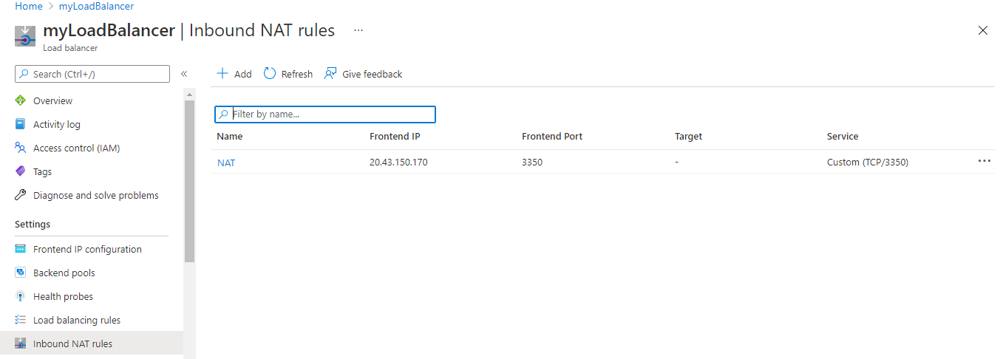 Home > myLoadBalancer
myLoadBalancer | Inbound NAT rules ...
Load balancer
Search (Ctrl+/) «
Overview
Activity log
Access control (IAM)
Tags
Diagnose and solve problems
Settings
Frontend IP configuration
Backend pools
Health probes
Load balancing rules
Inbound NAT rules
Add Refresh Give feedback
Filter by name...
Name Frontend IP Frontend Port Target Service
NAT 20.43.150.170 3350 - Custom (TCP/3350) ...